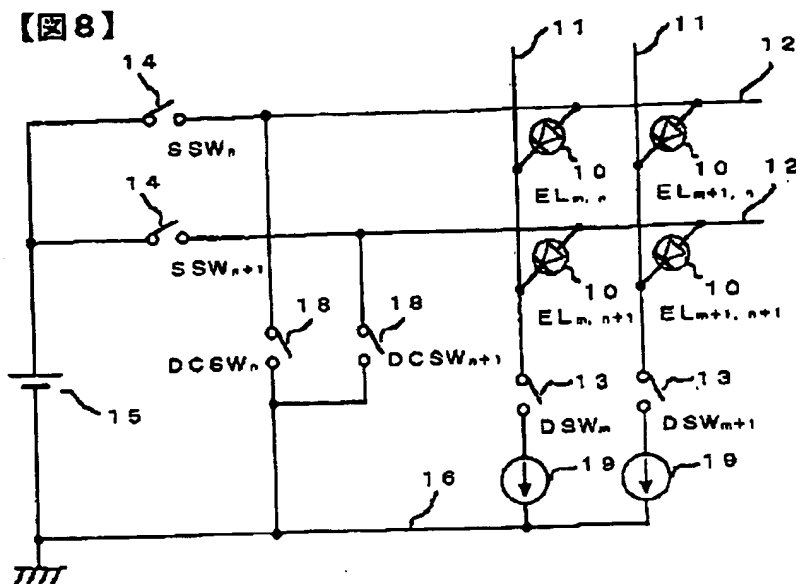 【図8】
11
11
14
12
SSWn
10
10
ELm, n
ELm+1, n
12
14
SSWn+1
10
10
ELm, n+1
ELm+1, n+1
18
18
DCSWn
DCSWn+1
13
13
15
DSWm
DSWm+1
19
19
16